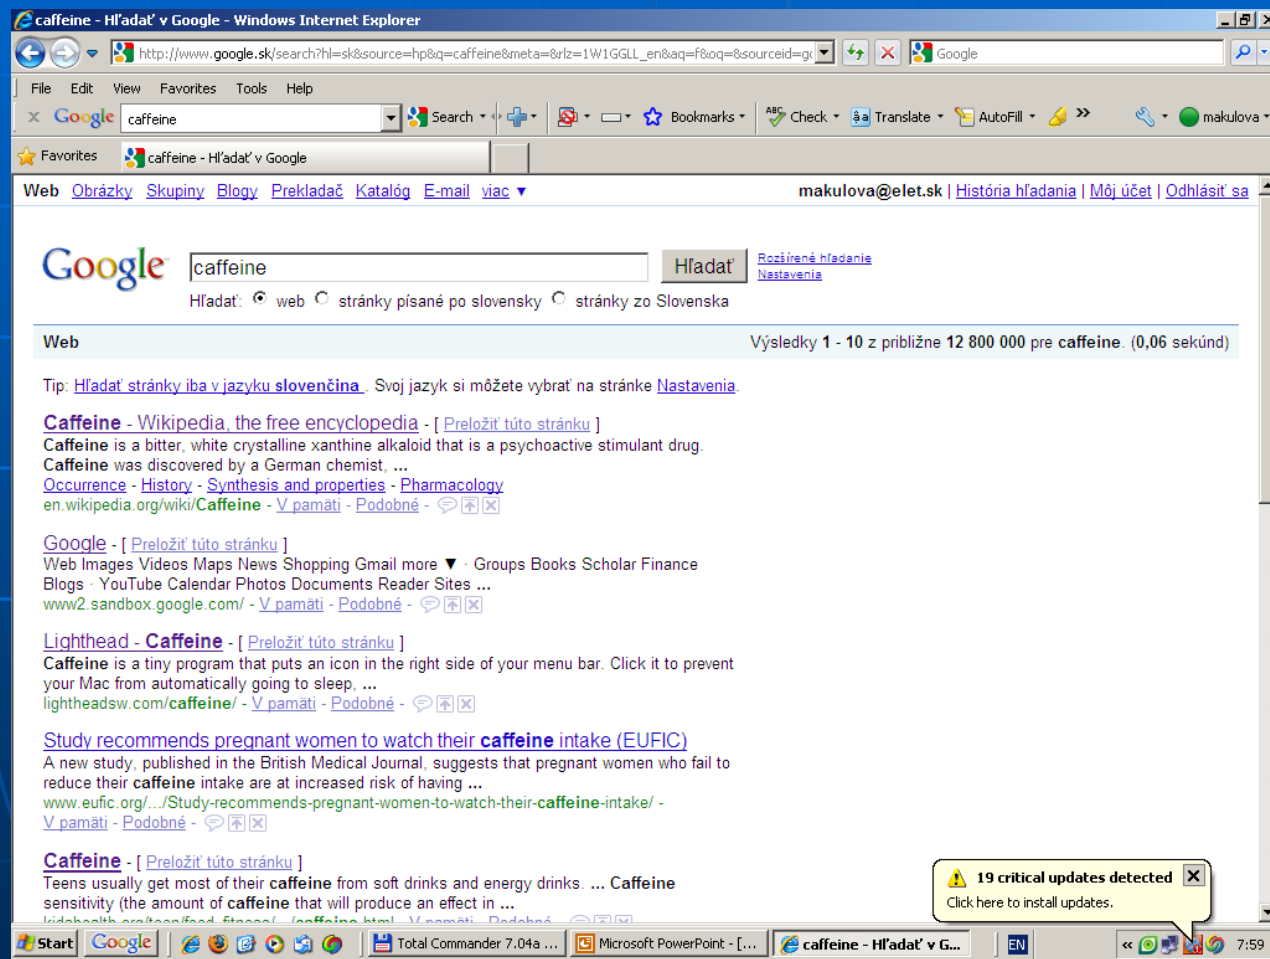 caffeine - Hľadať v Google - Windows Internet Explorer
http://www.google.sk/search?hl=sk&source=hp&q=caffeine&meta=&rlz=1W1GGLL_en&aq=f&oq=&sourceid=g
Google
File Edit View Favorites Tools Help
x Google caffeine Search Bookmarks ABC Check Translate AutoFill » makulova
Favorites caffeine - Hľadať v Google
Web Obrázky Skupiny Blogy Prekladač Katalóg E-mail viac ▼ makulova@elet.sk | História hľadania | Môj účet | Odhlásiť sa
Google caffeine Hľadať Rozšírené hľadanie
Nastavenia
Hľadať: web stránky písané po slovensky stránky zo Slovenska
Web Výsledky 1 - 10 z približne 12 800 000 pre caffeine. (0,06 sekúnd)
Tip: Hľadať stránky iba v jazyku slovenčina . Svoj jazyk si môžete vybrať na stránke Nastavenia.
Caffeine - Wikipedia, the free encyclopedia - [ Preložiť túto stránku ]
Caffeine is a bitter, white crystalline xanthine alkaloid that is a psychoactive stimulant drug.
Caffeine was discovered by a German chemist, ...
Occurrence - History - Synthesis and properties - Pharmacology
en.wikipedia.org/wiki/Caffeine - V pamäti - Podobné -
Google - [ Preložiť túto stránku ]
Web Images Videos Maps News Shopping Gmail more ▼ · Groups Books Scholar Finance
Blogs · YouTube Calendar Photos Documents Reader Sites ...
www2.sandbox.google.com/ - V pamäti - Podobné -
Lighthead - Caffeine - [ Preložiť túto stránku ]
Caffeine is a tiny program that puts an icon in the right side of your menu bar. Click it to prevent
your Mac from automatically going to sleep, ...
lightheadsw.com/caffeine/ - V pamäti - Podobné -
Study recommends pregnant women to watch their caffeine intake (EUFIC)
A new study, published in the British Medical Journal, suggests that pregnant women who fail to
reduce their caffeine intake are at increased risk of having ...
www.eufic.org/.../Study-recommends-pregnant-women-to-watch-their-caffeine-intake/ -
V pamäti - Podobné -
Caffeine - [ Preložiť túto stránku ]
Teens usually get most of their caffeine from soft drinks and energy drinks. ... Caffeine
sensitivity (the amount of caffeine that will produce an effect in ...
19 critical updates detected
Click here to install updates.
Start Google Total Commander 7.04a ... Microsoft PowerPoint - [... caffeine - Hľadať v G... EN « 7:59